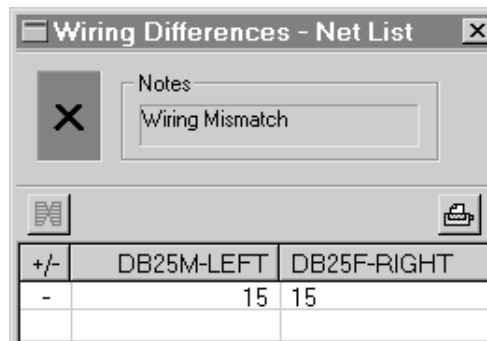 Wiring Differences - Net List
Notes
Wiring Mismatch
+/- DB25M-LEFT DB25F-RIGHT
- 15 15